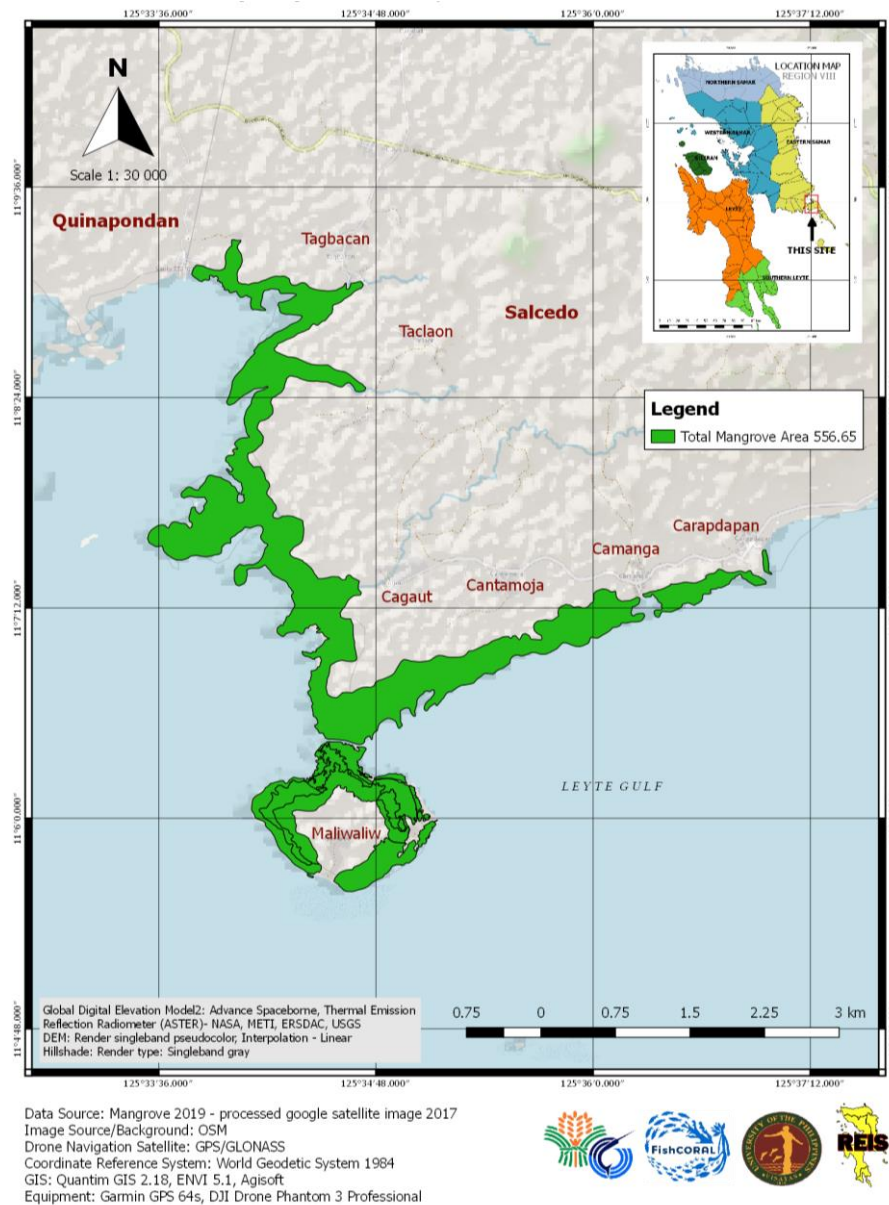 125°33'36.000" 125°34'48.000" 125°36'0.000" 125°37'12.000"
N
Scale 1: 30 000
LOCATION MAP
REGION VIII
NORTHERN SAMAR
WESTERN SAMAR
EASTERN SAMAR
BILIRAN
LEYTE
SOUTHERN LEYTE
THIS SITE
11°9'36.000"
Quinapondan
Tagbacan
Salcedo
Taclaon
Legend
Total Mangrove Area 556.65
11°8'24.000"
Carapdapan
Camanga
Cantamoja
Cagaut
11°7'12.000"
LEYTE GULF
11°6'0.000"
Maliwaliw
Global Digital Elevation Model2: Advance Spaceborne, Thermal Emission
Reflection Radiometer (ASTER)- NASA, METI, ERSDAC, USGS
DEM: Render singleband pseudocolor, Interpolation - Linear
Hillshade: Render type: Singleband gray
0.75 0 0.75 1.5 2.25 3 km
11°4'48.000"
125°33'36.000" 125°34'48.000" 125°36'0.000" 125°37'12.000"
Data Source: Mangrove 2019 - processed google satellite image 2017
Image Source/Background: OSM
Drone Navigation Satellite: GPS/GLONASS
Coordinate Reference System: World Geodetic System 1984
GIS: Quantim GIS 2.18, ENVI 5.1, Agisoft
Equipment: Garmin GPS 64s, DJI Drone Phantom 3 Professional
FishCORAL
UNIVERSITY OF THE PHILIPPINES
VISAYAS
REIS